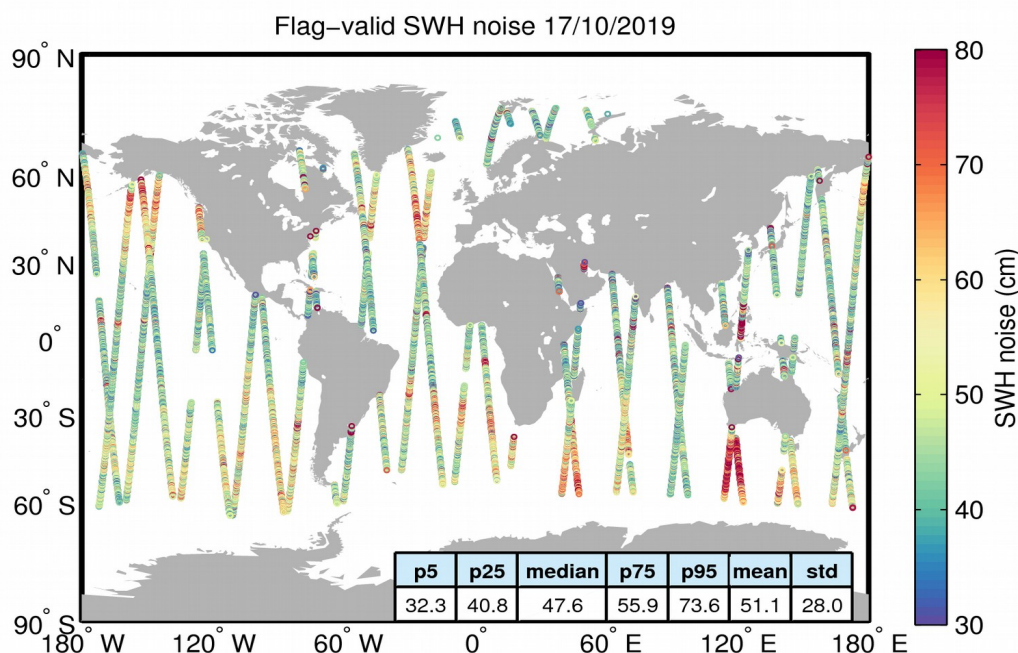 Flag−valid SWH noise 17/10/2019
90° N
60° N
30° N
0°
30° S
60° S
90° S
180° W
120° W
60° W
0°
60° E
120° E
180° E
p5 p25 median p75 p95 mean std
32.3 40.8 47.6 55.9 73.6 51.1 28.0
80
70
60
50
40
30
SWH noise (cm)